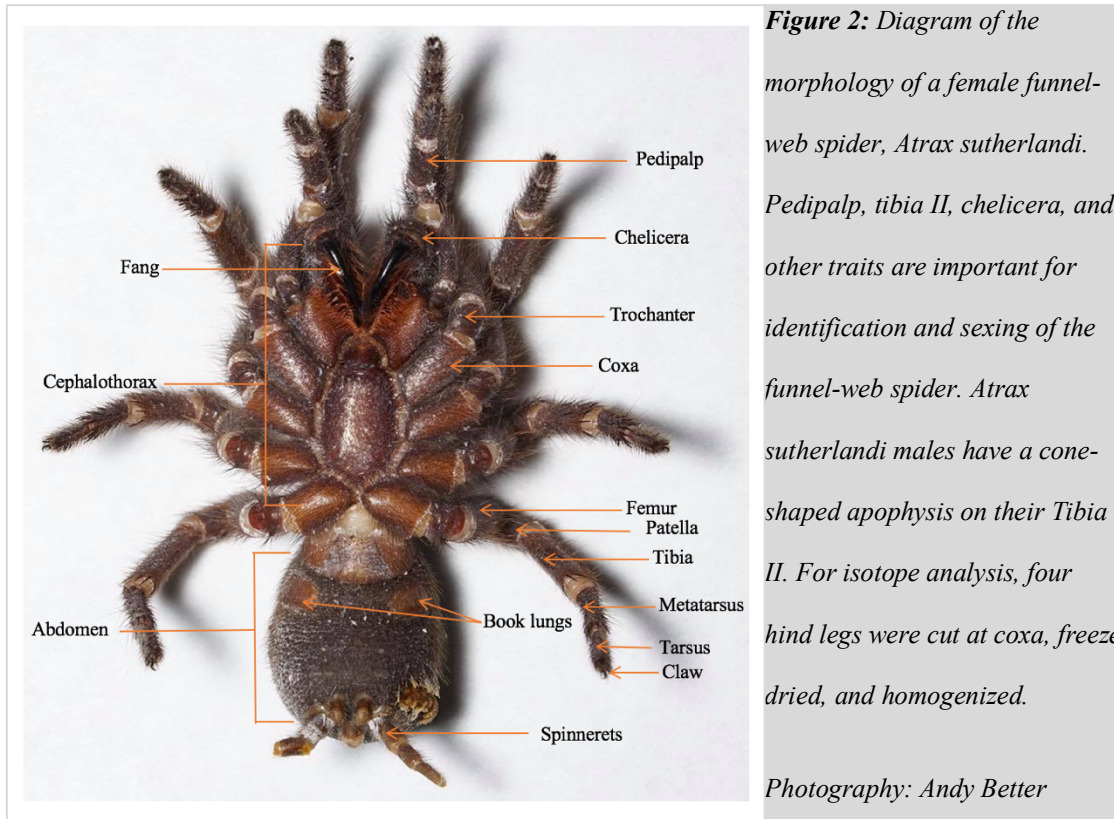 Pedipalp
Chelicera
Fang
Trochanter
Coxa
Cephalothorax
Femur
Patella
Tibia
Metatarsus
Book lungs
Abdomen
Tarsus
Claw
Spinnerets
Figure 2: Diagram of the
morphology of a female funnel-
web spider, Atrax sutherlandi.
Pedipalp, tibia II, chelicera, and
other traits are important for
identification and sexing of the
funnel-web spider. Atrax
sutherlandi males have a cone-
shaped apophysis on their Tibia
II. For isotope analysis, four
hind legs were cut at coxa, freeze
dried, and homogenized.
Photography: Andy Better